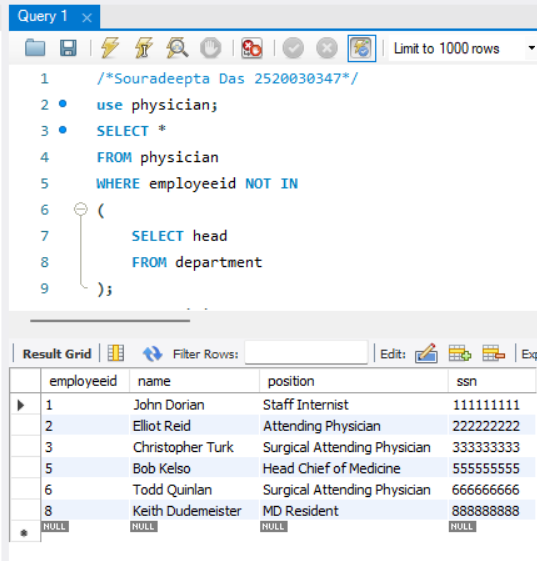 Query 1
Limit to 1000 rows
1 /*Souradeepta Das 2520030347*/
2 use physician;
3 SELECT *
4 FROM physician
5 WHERE employeeid NOT IN
6 (
7 SELECT head
8 FROM department
9 );
Result Grid Filter Rows: Edit: Exp
employeeid name position ssn
1 John Dorian Staff Internist 111111111
2 Elliot Reid Attending Physician 222222222
3 Christopher Turk Surgical Attending Physician 333333333
5 Bob Kelso Head Chief of Medicine 555555555
6 Todd Quinlan Surgical Attending Physician 666666666
8 Keith Dudemeister MD Resident 888888888
NULL NULL NULL NULL